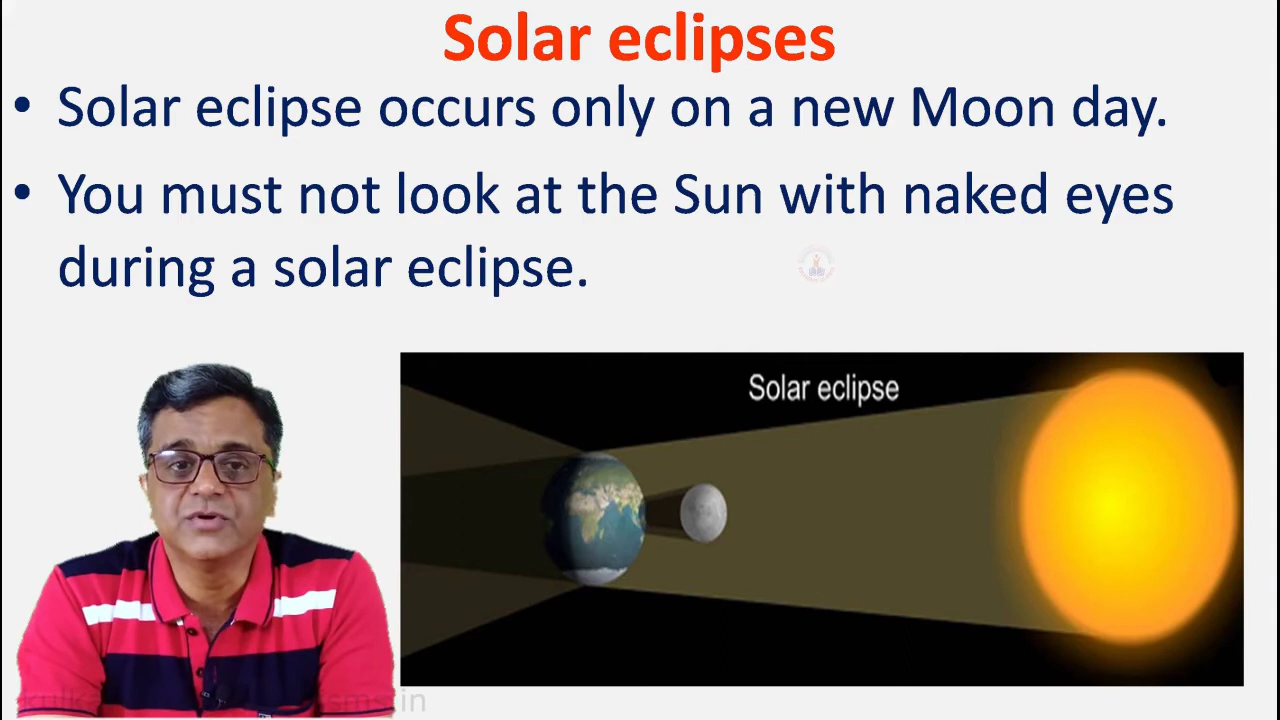 Solar eclipses
• Solar eclipse occurs only on a new Moon day.
• You must not look at the Sun with naked eyes
during a solar eclipse.
Solar eclipse